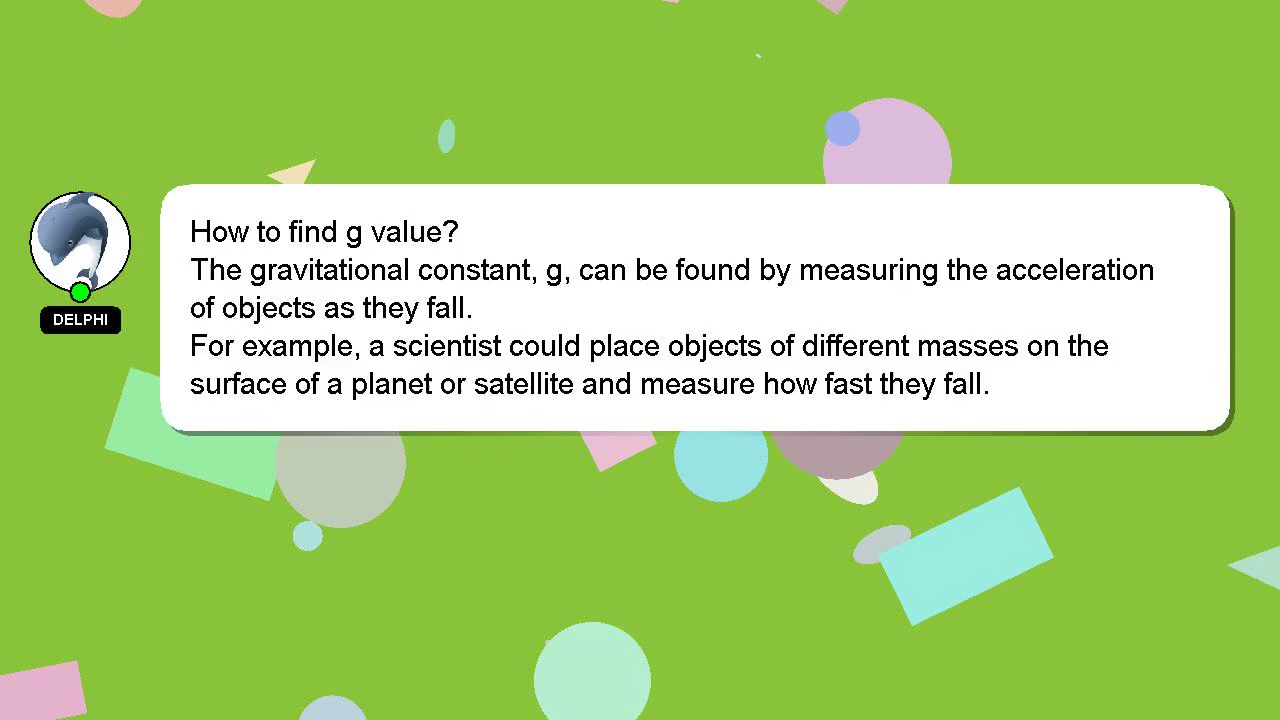 How to find g value?
The gravitational constant, g, can be found by measuring the acceleration
of objects as they fall.
For example, a scientist could place objects of different masses on the
surface of a planet or satellite and measure how fast they fall.
DELPHI